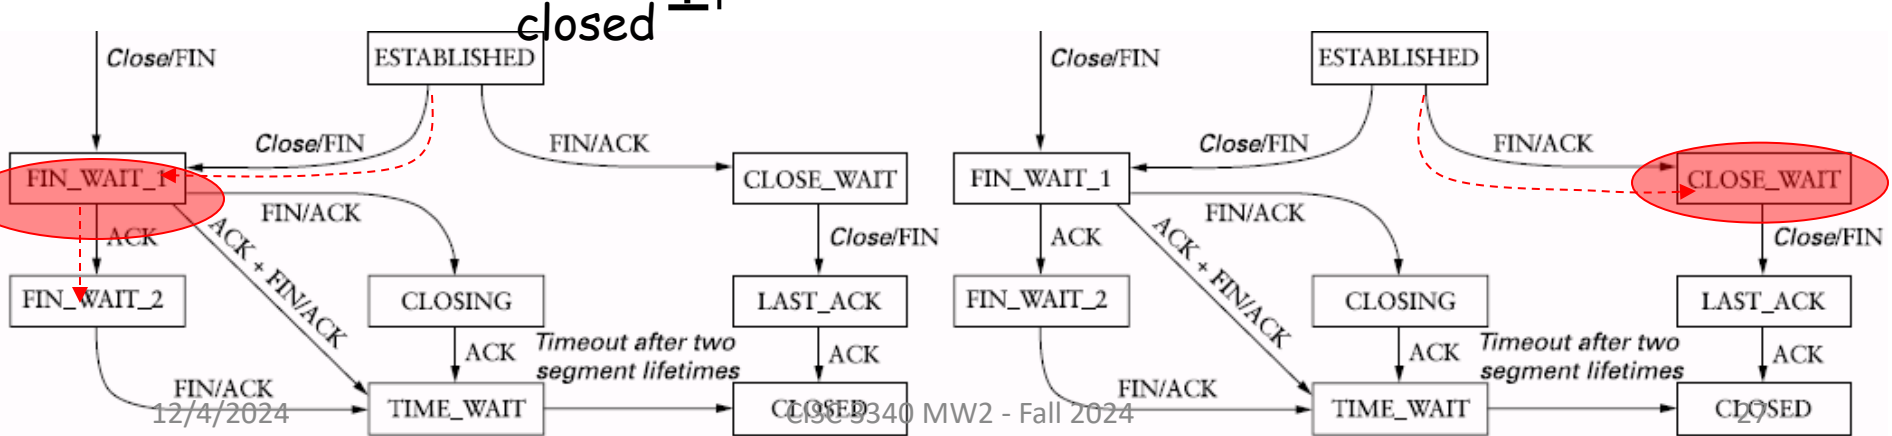 closed
Close/FIN
ESTABLISHED
Close/FIN
FIN/ACK
FIN_WAIT_1
CLOSE_WAIT
FIN/ACK
ACK
ACK + FIN/ACK
Close/FIN
FIN_WAIT_2
CLOSING
LAST_ACK
ACK
Timeout after two
segment lifetimes
ACK
FIN/ACK
TIME_WAIT
CLOSED
Close/FIN
ESTABLISHED
Close/FIN
FIN/ACK
FIN_WAIT_1
CLOSE_WAIT
FIN/ACK
ACK
ACK + FIN/ACK
Close/FIN
FIN_WAIT_2
CLOSING
LAST_ACK
ACK
Timeout after two
segment lifetimes
ACK
FIN/ACK
TIME_WAIT
CLOSED
12/4/2024
CISC 3340 MW2 - Fall 2024
27